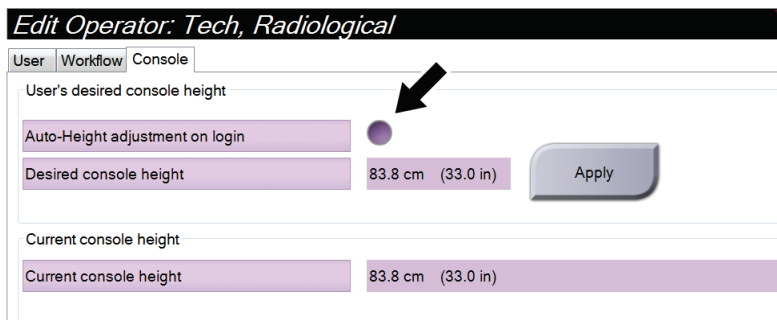 Edit Operator: Tech, Radiological
User Workflow Console
User's desired console height
Auto-Height adjustment on login
Desired console height 83.8 cm (33.0 in) Apply
Current console height
Current console height 83.8 cm (33.0 in)